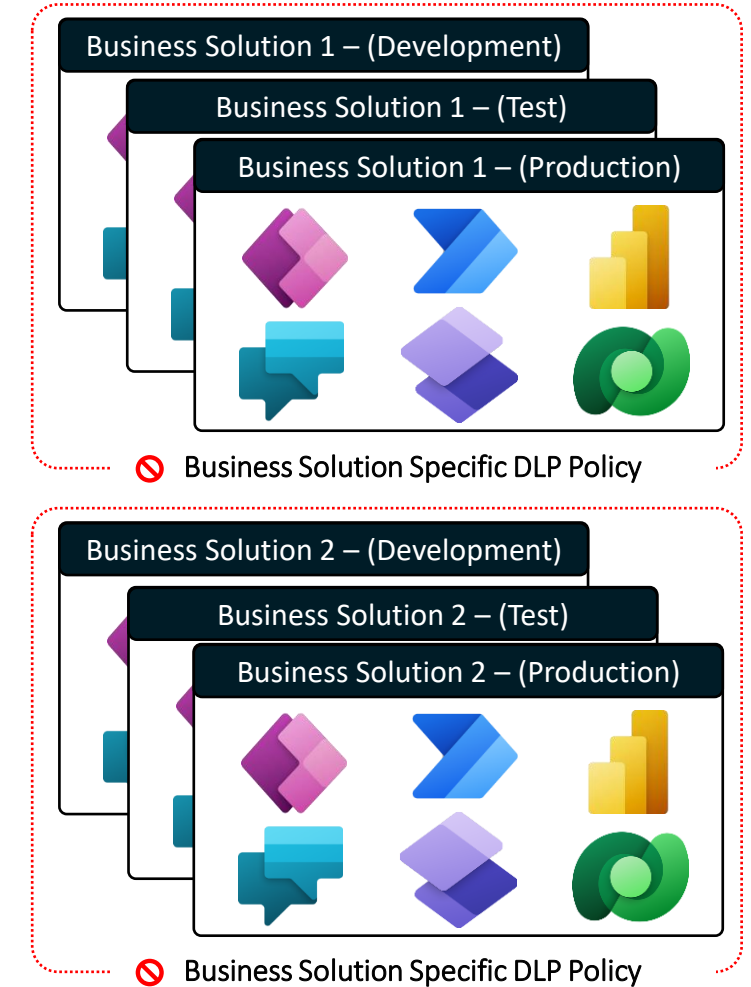 Business Solution 1 – (Development)
Business Solution 1 – (Test)
Business Solution 1 – (Production)
Business Solution Specific DLP Policy
Business Solution 2 – (Development)
Business Solution 2 – (Test)
Business Solution 2 – (Production)
Business Solution Specific DLP Policy